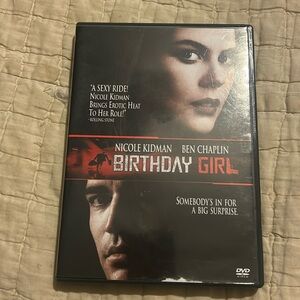 "A SEXY RIDE!
NICOLE KIDMAN
BRINGS EROTIC HEAT
TO HER ROLE!"
-ROLLING STONE
NICOLE KIDMAN BEN CHAPLIN
BIRTHDAY GIRL
SOMEBODY'S IN FOR
A BIG SURPRISE.
DVD
VIDEO